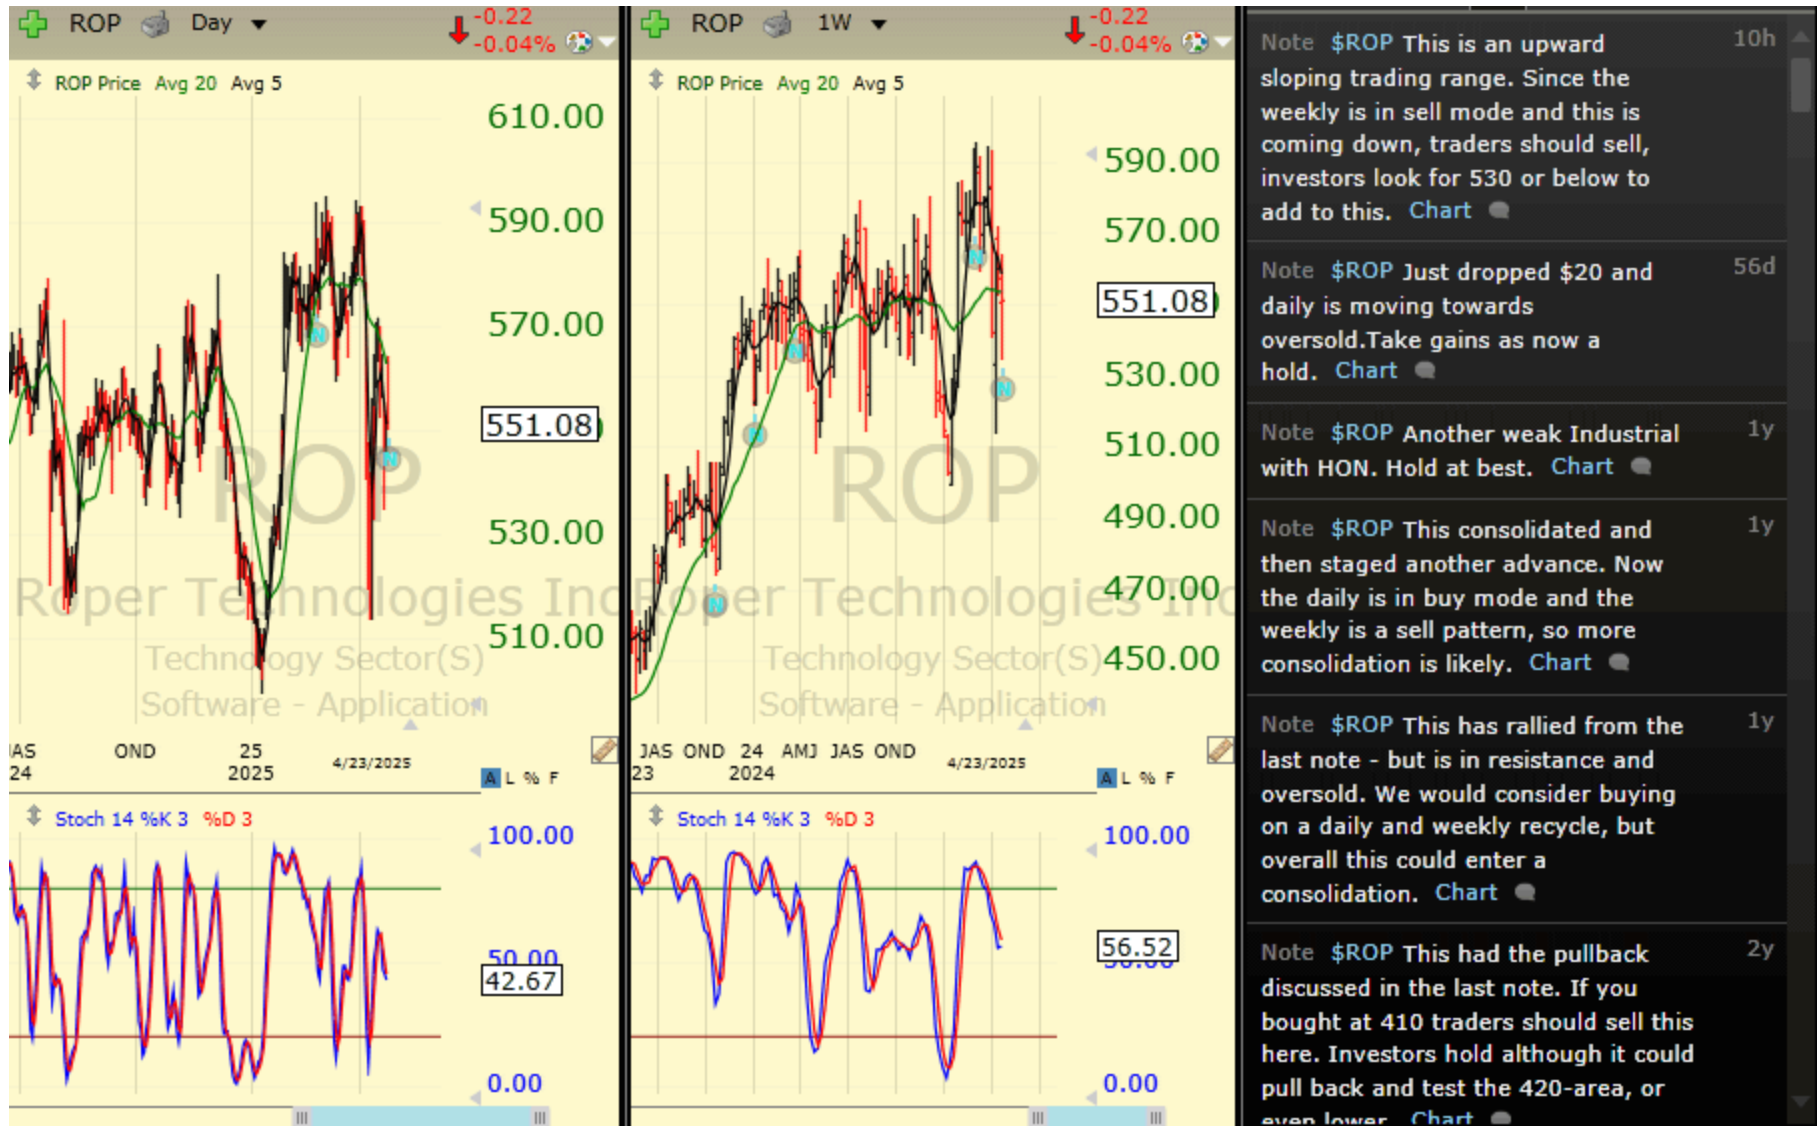 ROP Day -0.22
-0.04%
ROP Price Avg 20 Avg 5
610.00
590.00
570.00
551.08
530.00
510.00
N
N
ROP
Roper Technologies Inc
Technology Sector(S)
Software - Application
JAS OND 25
24 2025 4/23/2025
A L % F
Stoch 14 %K 3 %D 3
100.00
50.00
42.67
0.00
ROP 1W -0.22
-0.04%
ROP Price Avg 20 Avg 5
590.00
570.00
551.08
530.00
510.00
490.00
470.00
450.00
N
N
N
N
N
ROP
Roper Technologies Inc
Technology Sector(S)
Software - Application
JAS OND 24 AMJ JAS OND
23 2024 4/23/2025
A L % F
Stoch 14 %K 3 %D 3
100.00
50.00
56.52
0.00
Note $ROP This is an upward 10h
sloping trading range. Since the
weekly is in sell mode and this is
coming down, traders should sell,
investors look for 530 or below to
add to this. Chart
Note $ROP Just dropped $20 and 56d
daily is moving towards
oversold.Take gains as now a
hold. Chart
Note $ROP Another weak Industrial 1y
with HON. Hold at best. Chart
Note $ROP This consolidated and 1y
then staged another advance. Now
the daily is in buy mode and the
weekly is a sell pattern, so more
consolidation is likely. Chart
Note $ROP This has rallied from the 1y
last note - but is in resistance and
oversold. We would consider buying
on a daily and weekly recycle, but
overall this could enter a
consolidation. Chart
Note $ROP This had the pullback 2y
discussed in the last note. If you
bought at 410 traders should sell this
here. Investors hold although it could
pull back and test the 420-area, or
even lower. Chart